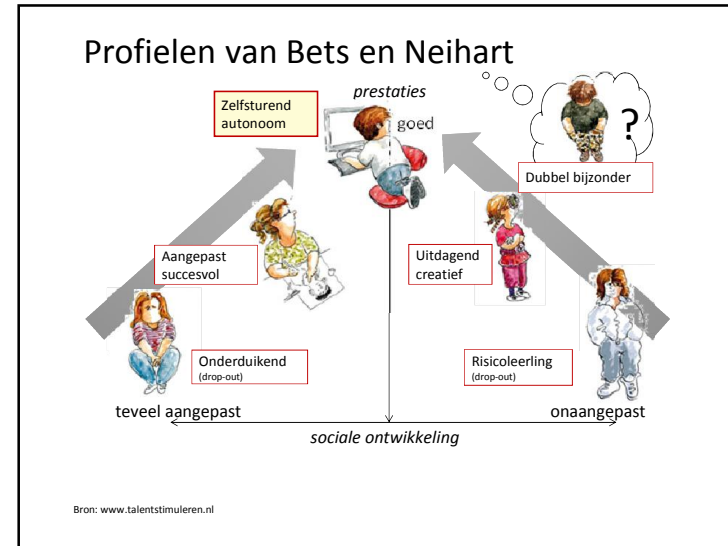 Profielen van Bets en Neihart
prestaties
Zelfsturend
autonoom
goed
?
Dubbel bijzonder
Aangepast
succesvol
Uitdagend
creatief
Onderduikend
(drop-out)
Risicoleerling
(drop-out)
teveel aangepast
onaangepast
sociale ontwikkeling
Bron: www.talentstimuleren.nl